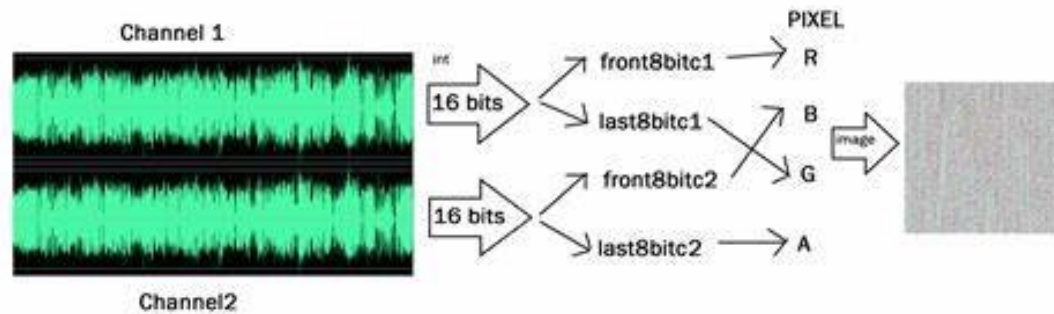 Channel 1
Channel2
int
16 bits
16 bits
front8bitc1
last8bitc1
front8bitc2
last8bitc2
PIXEL
R
B
G
A
image